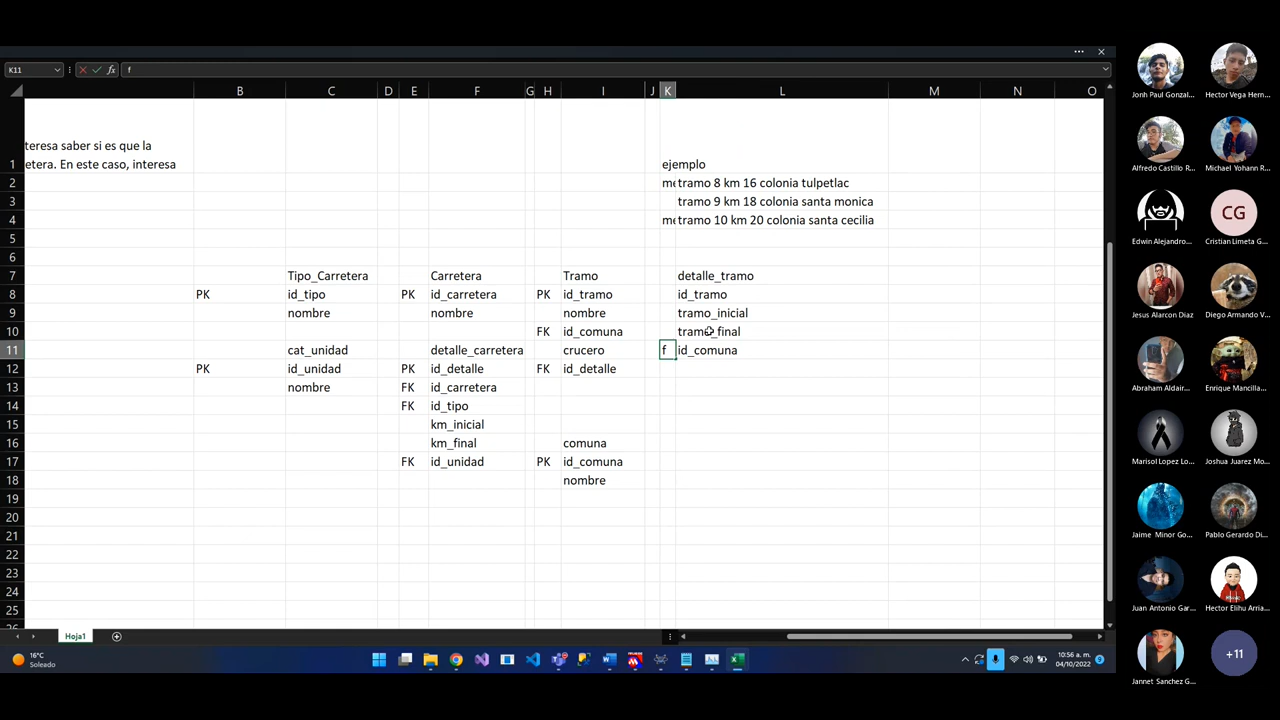 K11
f
B C D E F G H I J K L M N O
teresa saber si es que la
etera. En este caso, interesa
1 ejemplo
2 me tramo 8 km 16 colonia tulpetlac
3 tramo 9 km 18 colonia santa monica
4 me tramo 10 km 20 colonia santa cecilia
5
6
7 Tipo_Carretera Carretera Tramo detalle_tramo
8 PK id_tipo PK id_carretera PK id_tramo id_tramo
9 nombre nombre nombre tramo_inicial
10 FK id_comuna tramo_final
11 cat_unidad detalle_carretera crucero f id_comuna
12 PK id_unidad PK id_detalle FK id_detalle
13 nombre FK id_carretera
14 FK id_tipo
15 km_inicial
16 km_final comuna
17 FK id_unidad PK id_comuna
18 nombre
19
20
21
22
23
24
25
Hoja1
16°C
Soleado
10:56 a. m.
04/10/2022
Jonh Paul Gonzal...
Hector Vega Hern...
Alfredo Castillo R...
Michael Yohann R...
CG
Edwin Alejandro...
Cristian Limeta G...
Jesus Alarcon Diaz
Diego Armando V...
Abraham Aldair...
Enrique Mancilla...
Marisol Lopez Lo...
Joshua Juarez Mo...
Jaime Minor Go...
Pablo Gerardo Di...
Juan Antonio Gar...
Hector Elihu Arria...
Jannet Sanchez G...
+11